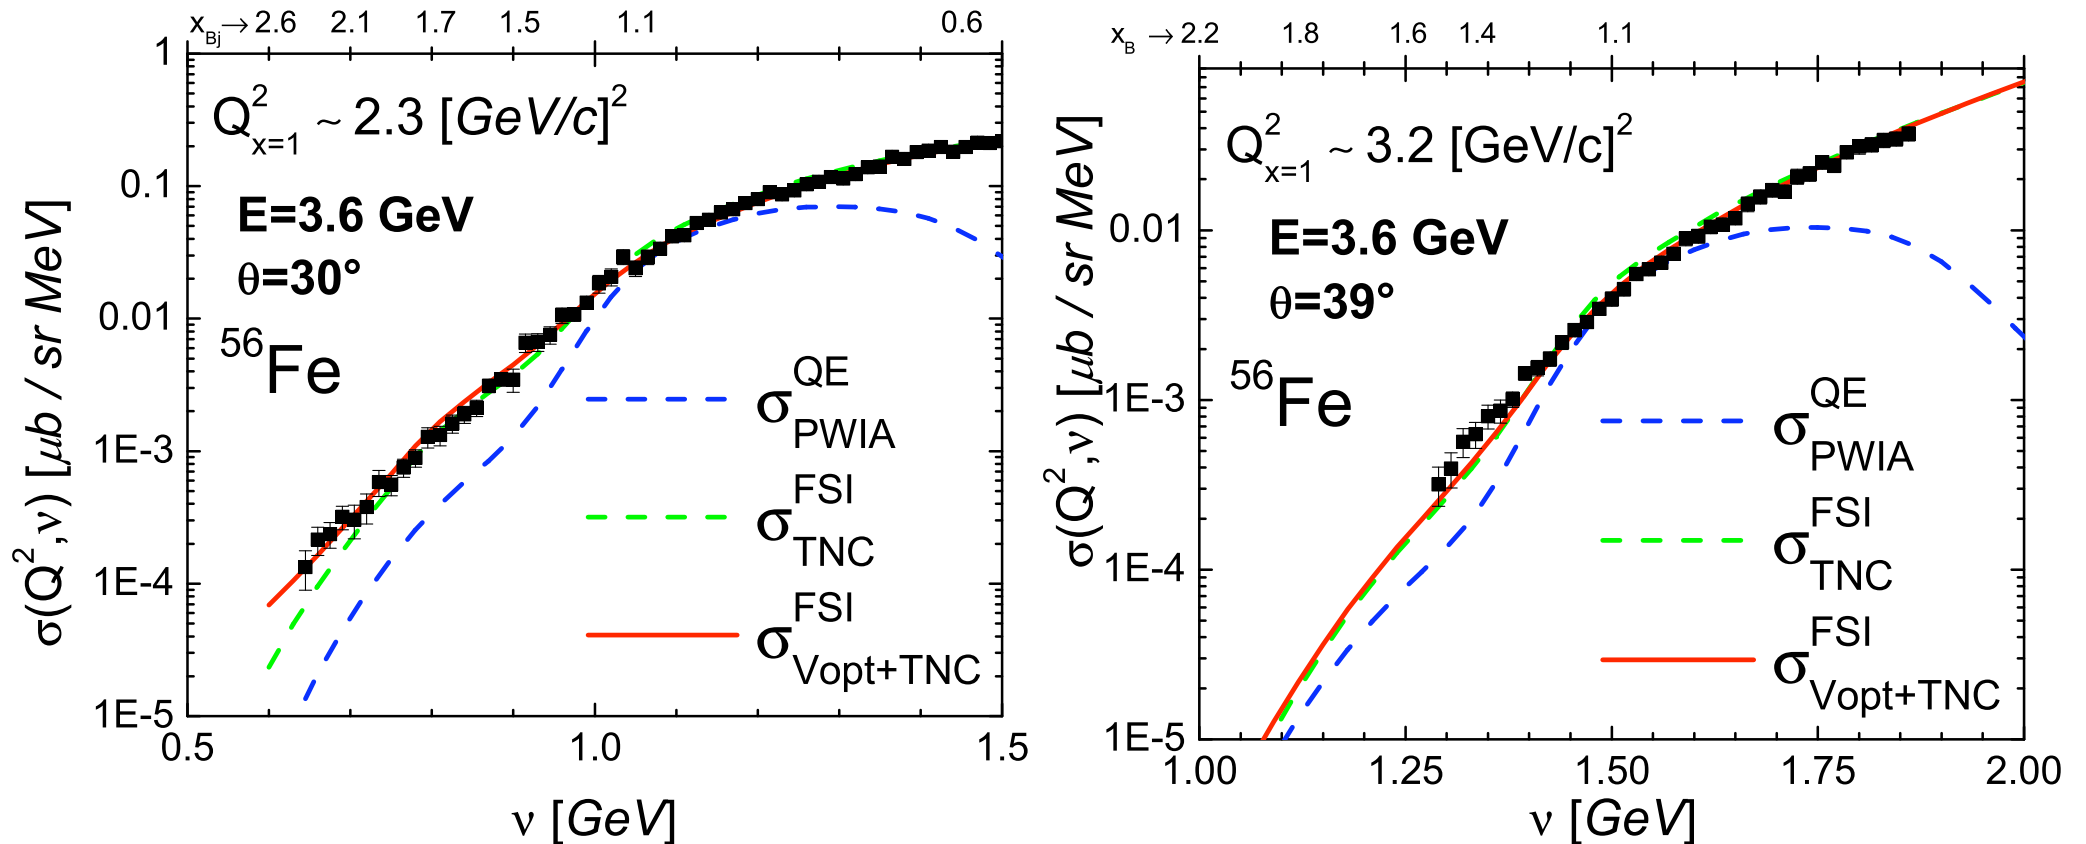 x_Bj → 2.6 2.1 1.7 1.5 1.1 0.6
1
0.1
0.01
1E-3
1E-4
1E-5
σ(Q²,ν) [μb / sr MeV]
Q²_x=1 ~ 2.3 [GeV/c]²
E=3.6 GeV
θ=30°
⁵⁶Fe
σ^QE_PWIA
σ^FSI_TNC
σ^FSI_Vopt+TNC
0.5 1.0 1.5
ν [GeV]
x_B → 2.2 1.8 1.6 1.4 1.1
0.01
1E-3
1E-4
1E-5
σ(Q²,ν) [μb / sr MeV]
Q²_x=1 ~ 3.2 [GeV/c]²
E=3.6 GeV
θ=39°
⁵⁶Fe
σ^QE_PWIA
σ^FSI_TNC
σ^FSI_Vopt+TNC
1.00 1.25 1.50 1.75 2.00
ν [GeV]